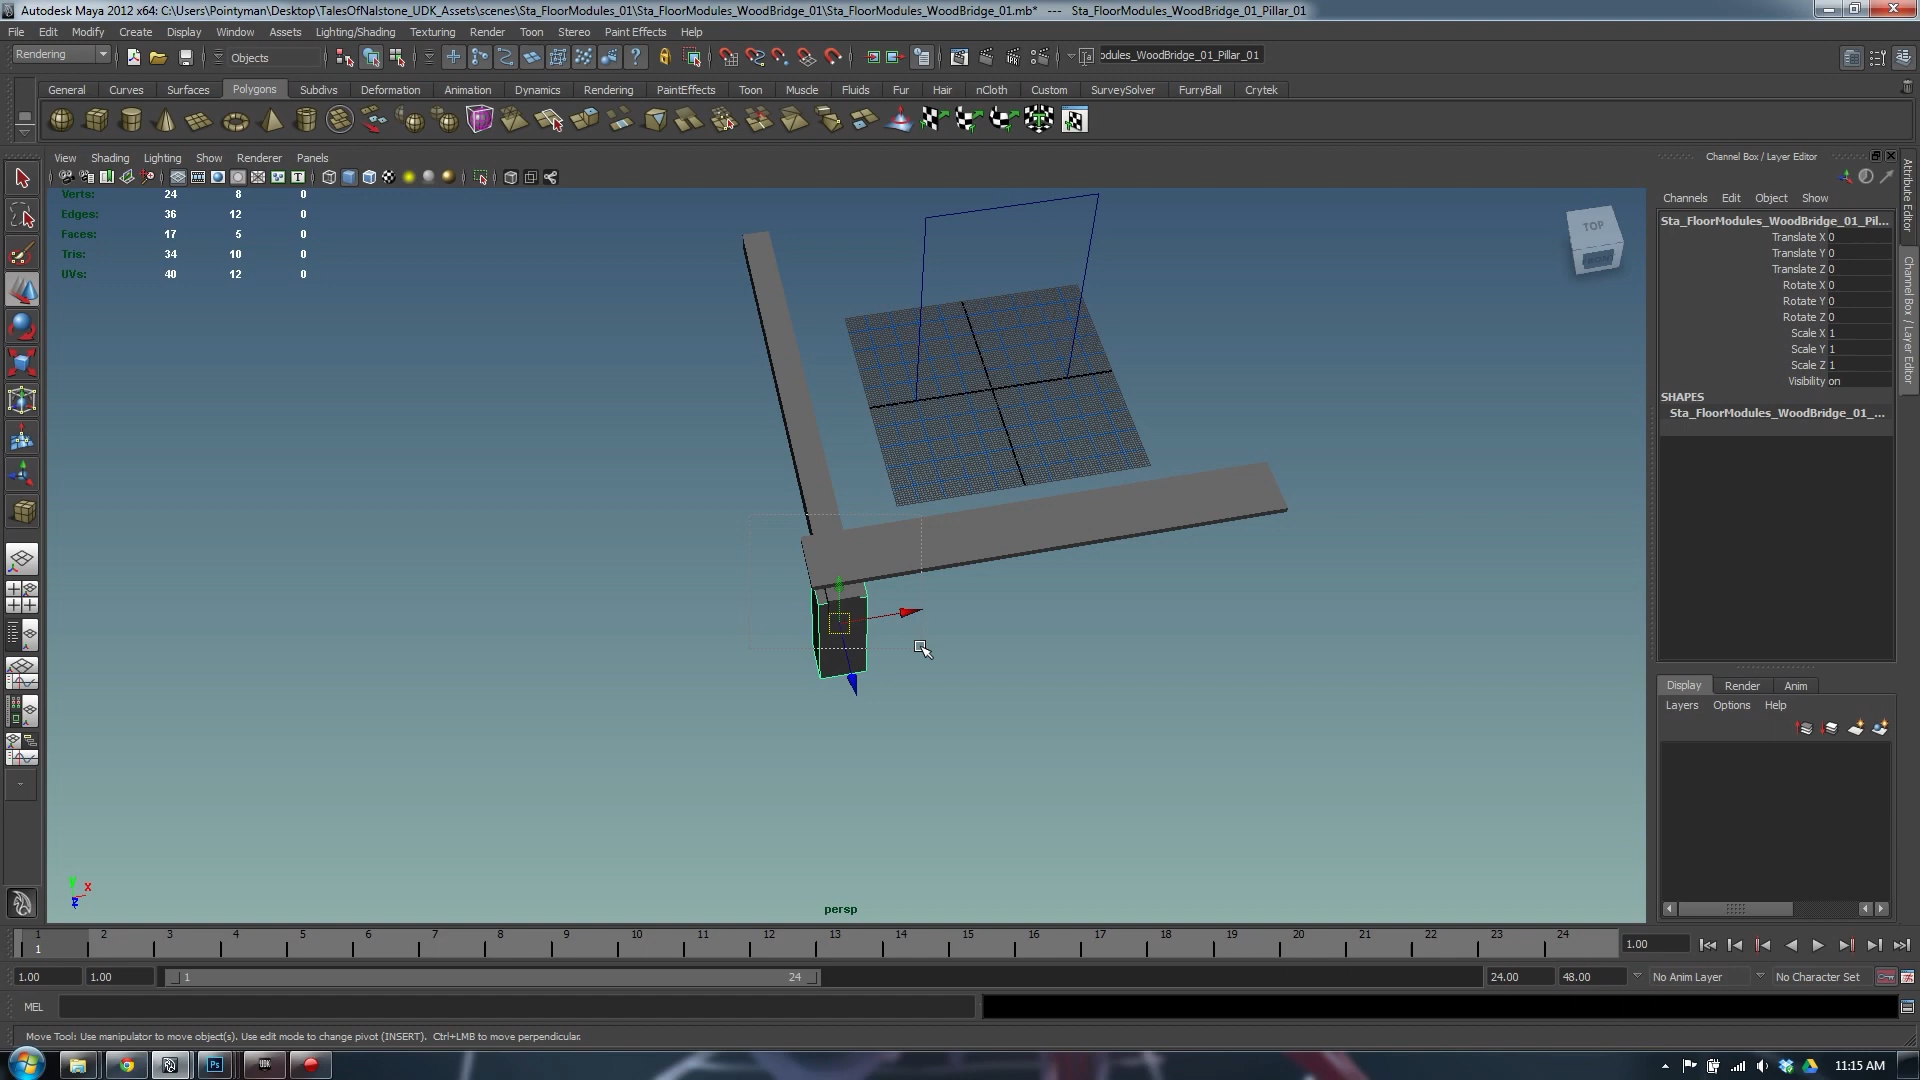 Autodesk Maya 2012 x64: C:\Users\Pointyman\Desktop\TalesOfNalstone_UDK_Assets\scenes\Sta_FloorModules_01\Sta_FloorModules_WoodBridge_01\Sta_FloorModules_WoodBridge_01.mb* --- Sta_FloorModules_WoodBridge_01_Pillar_01
File Edit Modify Create Display Window Assets Lighting/Shading Texturing Render Toon Stereo Paint Effects Help
Rendering Objects odules_WoodBridge_01_Pillar_01
General Curves Surfaces Polygons Subdivs Deformation Animation Dynamics Rendering PaintEffects Toon Muscle Fluids Fur Hair nCloth Custom SurveySolver FurryBall Crytek
View Shading Lighting Show Renderer Panels
Verts: 24 8 0
Edges: 36 12 0
Faces: 17 5 0
Tris: 34 10 0
UVs: 40 12 0
TOP
FRONT
y x
z
persp
Channel Box / Layer Editor
Channels Edit Object Show
Sta_FloorModules_WoodBridge_01_Pil...
Translate X 0
Translate Y 0
Translate Z 0
Rotate X 0
Rotate Y 0
Rotate Z 0
Scale X 1
Scale Y 1
Scale Z 1
Visibility on
SHAPES
Sta_FloorModules_WoodBridge_01_...
Attribute Editor
Channel Box / Layer Editor
Display Render Anim
Layers Options Help
1 2 3 4 5 6 7 8 9 10 11 12 13 14 15 16 17 18 19 20 21 22 23 24
1
1.00
1.00 1.00 1 24 24.00 48.00 No Anim Layer No Character Set
MEL
Move Tool: Use manipulator to move object(s). Use edit mode to change pivot (INSERT). Ctrl+LMB to move perpendicular.
Ps UDK 11:15 AM